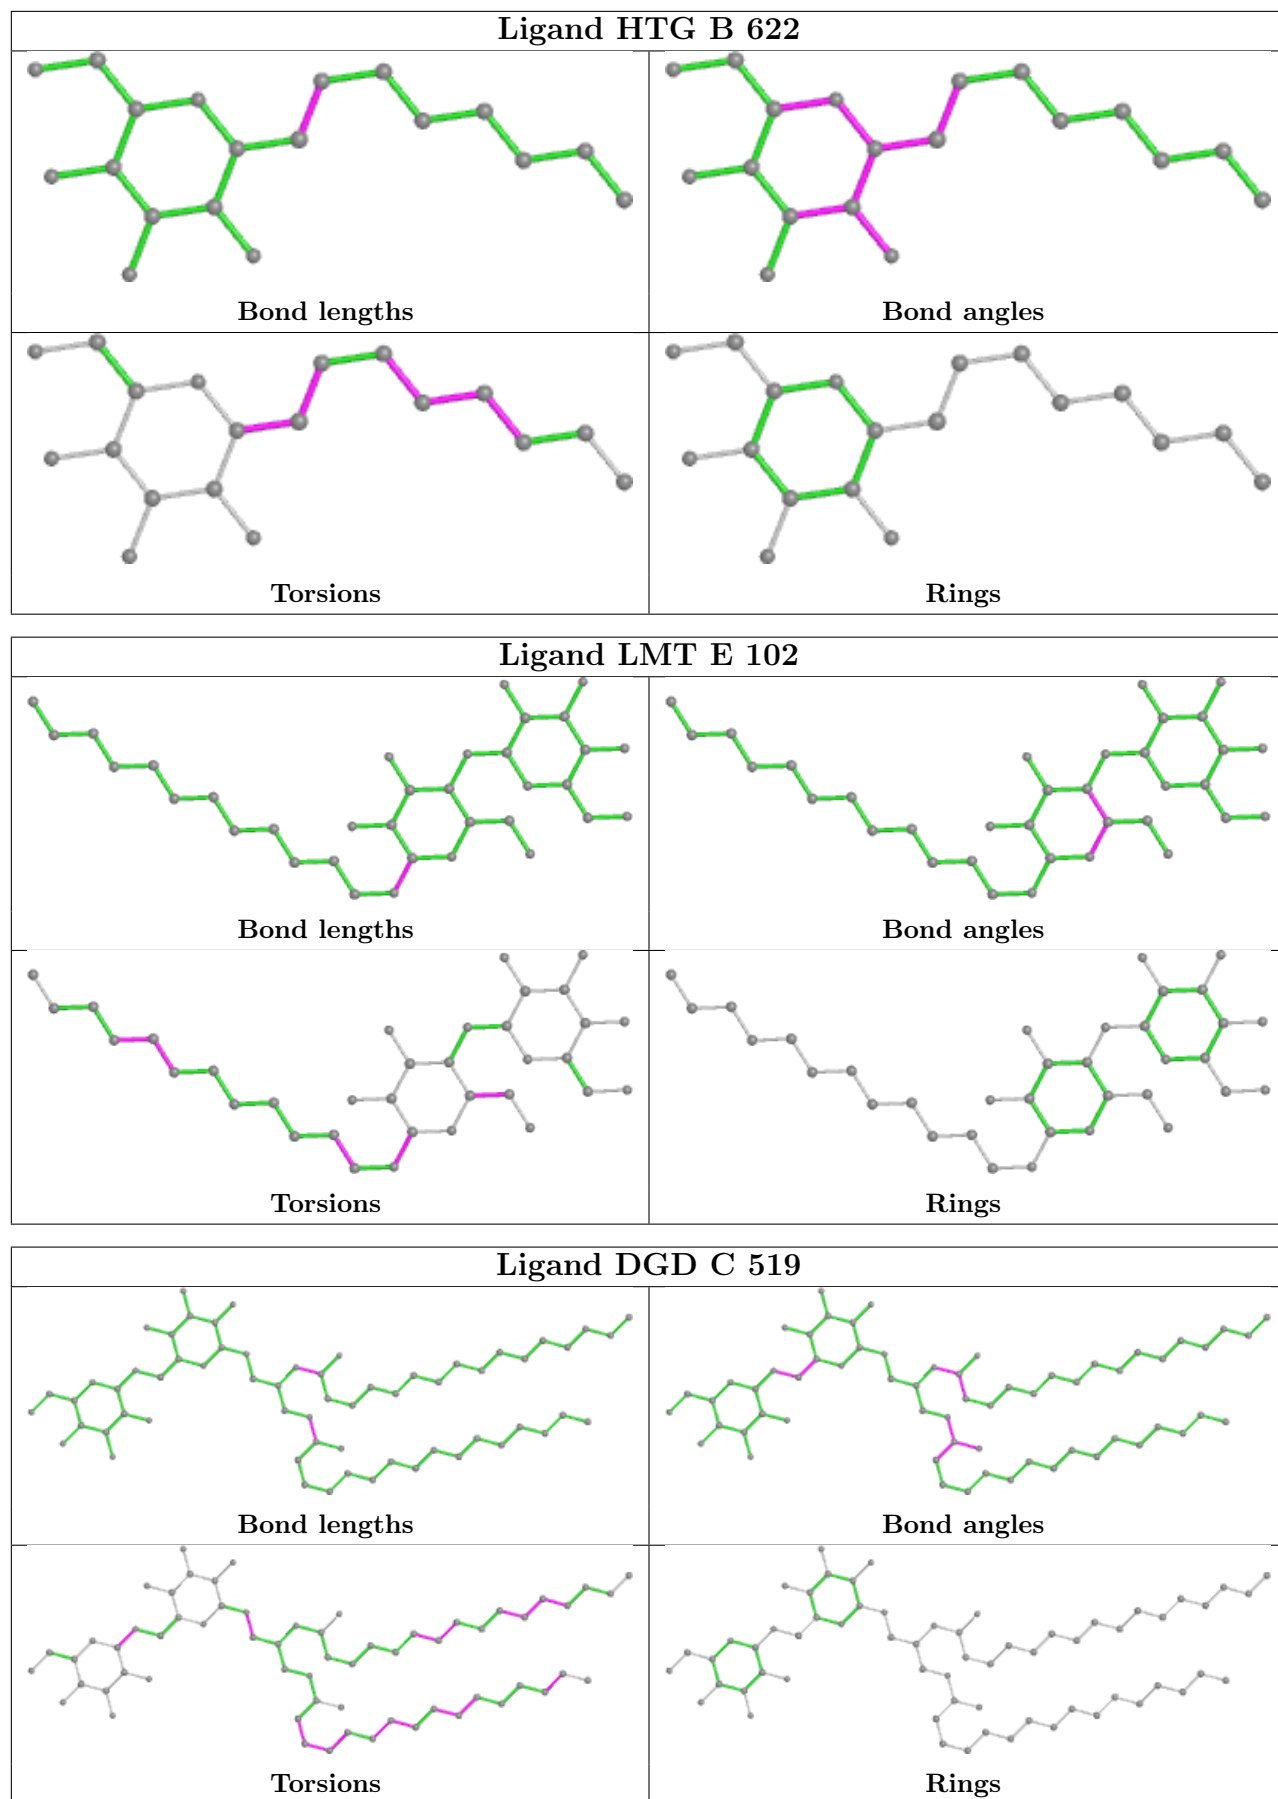 Ligand HTG B 622
Bond lengths
Bond angles
Torsions
Rings
Ligand LMT E 102
Bond lengths
Bond angles
Torsions
Rings
Ligand DGD C 519
Bond lengths
Bond angles
Torsions
Rings